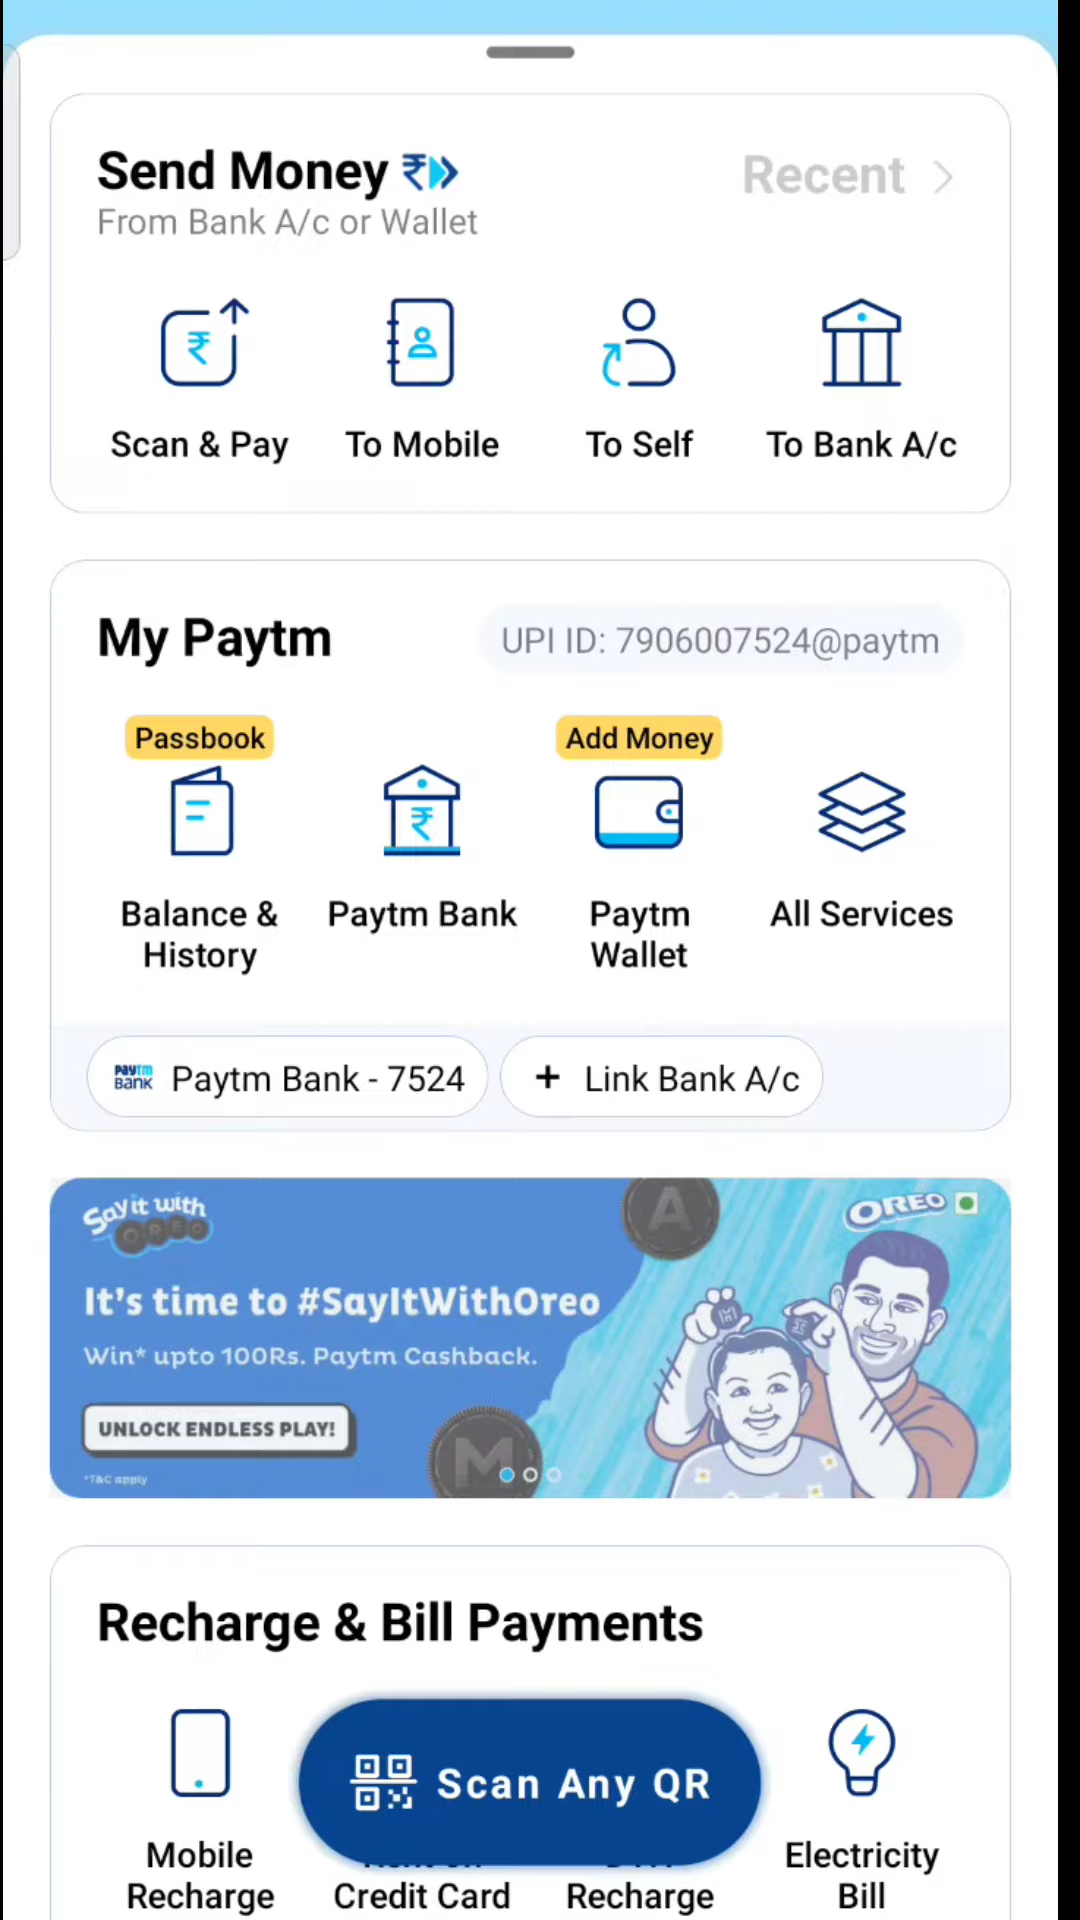 Send Money
Recent
From Bank A/c or Wallet
Scan & Pay
To Mobile
To Self
To Bank A/c
My Paytm
UPI ID: 7906007524@paytm
Passbook
Add Money
Balance & History
Paytm Bank
Paytm Wallet
All Services
paytm BANK
Paytm Bank - 7524
+ Link Bank A/c
Say it with
OREO
A
OREO
It's time to #SayItWithOreo
Win* upto 100Rs. Paytm Cashback.
UNLOCK ENDLESS PLAY!
M
*T&C apply
Recharge & Bill Payments
Scan Any QR
Mobile Recharge
Credit Card
Recharge
Electricity Bill